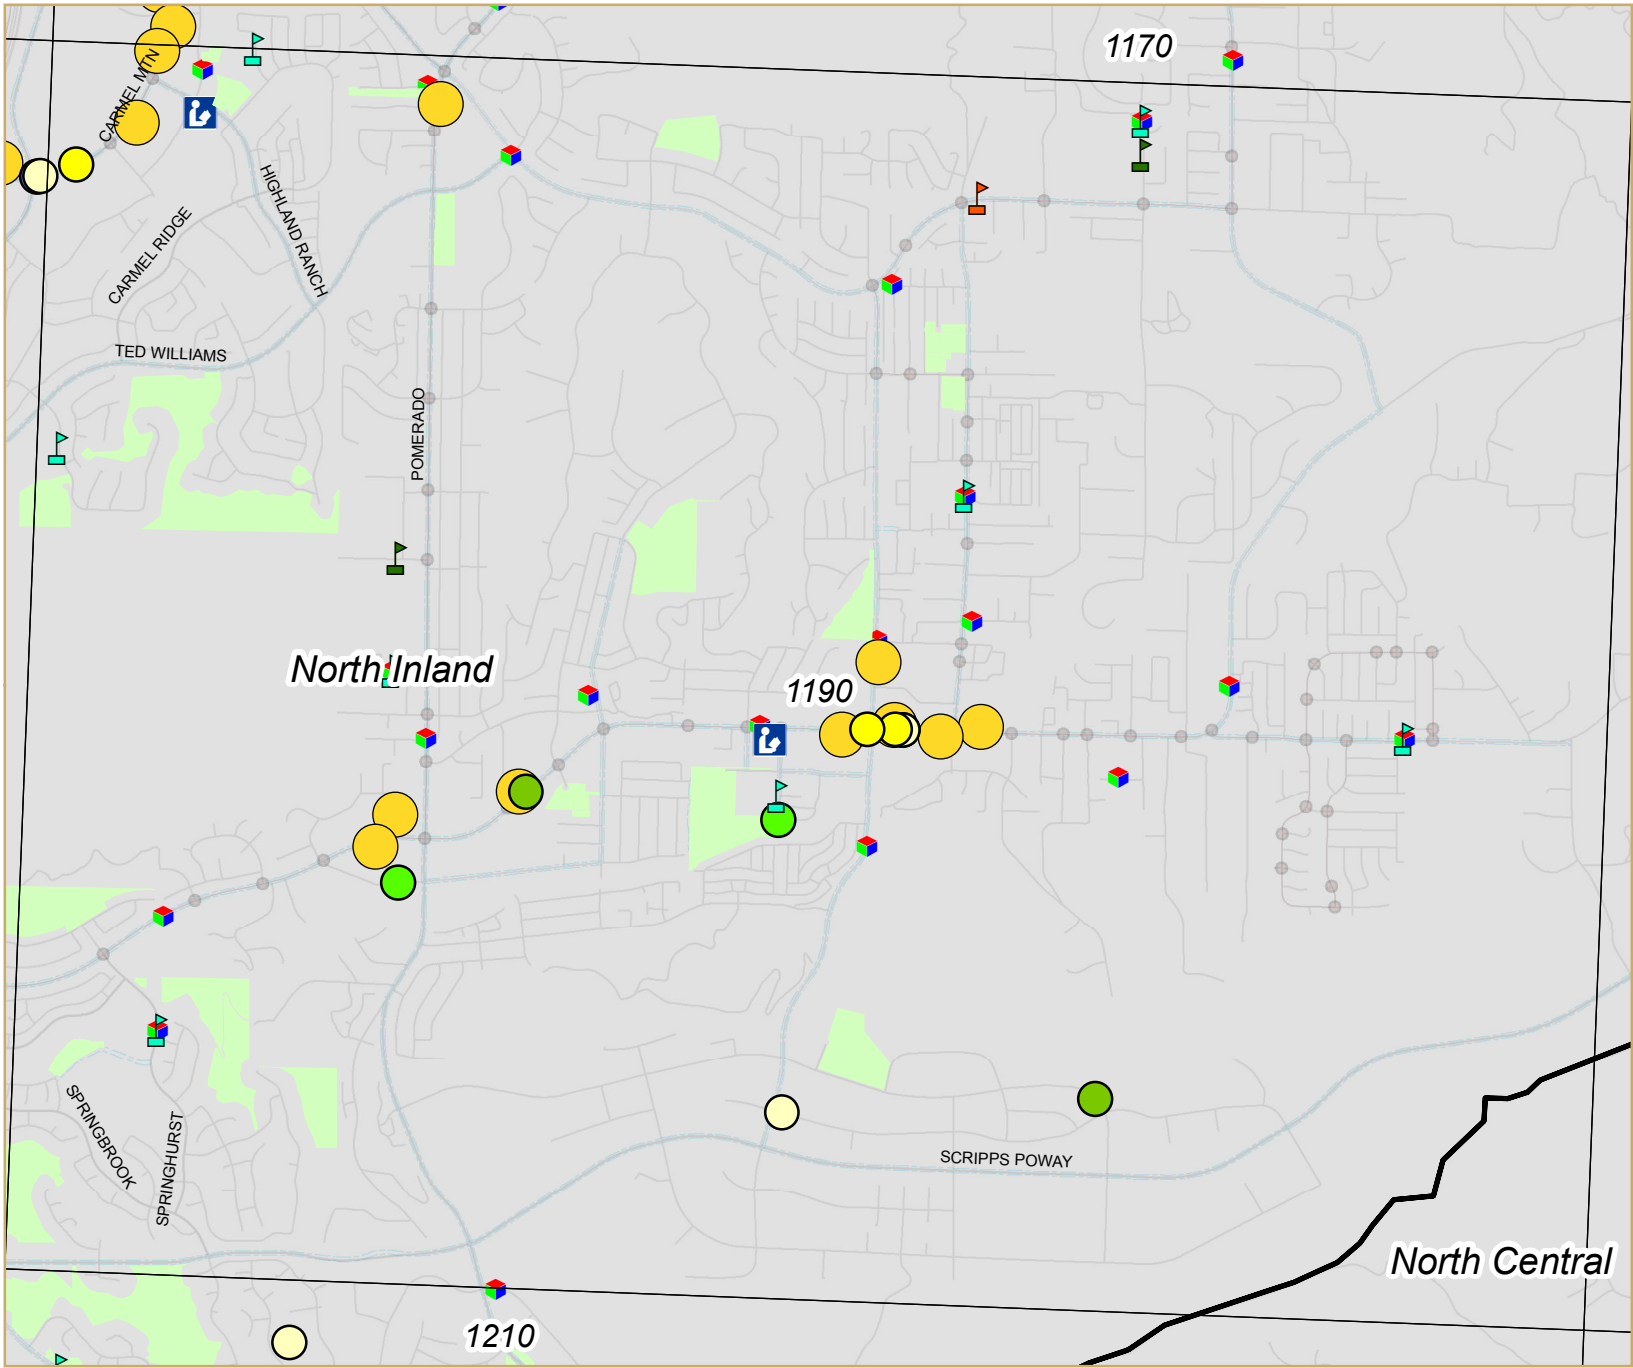 1170
CARMEL MTN
HIGHLAND RANCH
CARMEL RIDGE
TED WILLIAMS
POMERADO
North Inland
1190
SPRINGBROOK
SPRINGHURST
SCRIPPS POWAY
North Central
1210